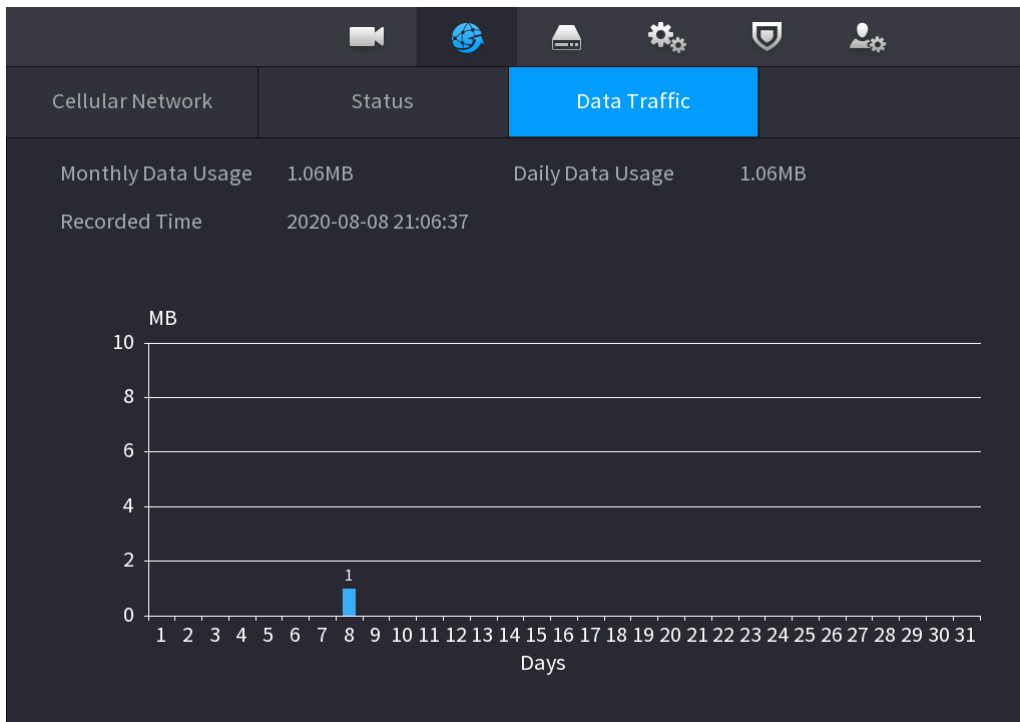 Cellular Network Status Data Traffic
Monthly Data Usage 1.06MB Daily Data Usage 1.06MB
Recorded Time 2020-08-08 21:06:37
MB
10
8
6
4
2
1
0
1 2 3 4 5 6 7 8 9 10 11 12 13 14 15 16 17 18 19 20 21 22 23 24 25 26 27 28 29 30 31
Days